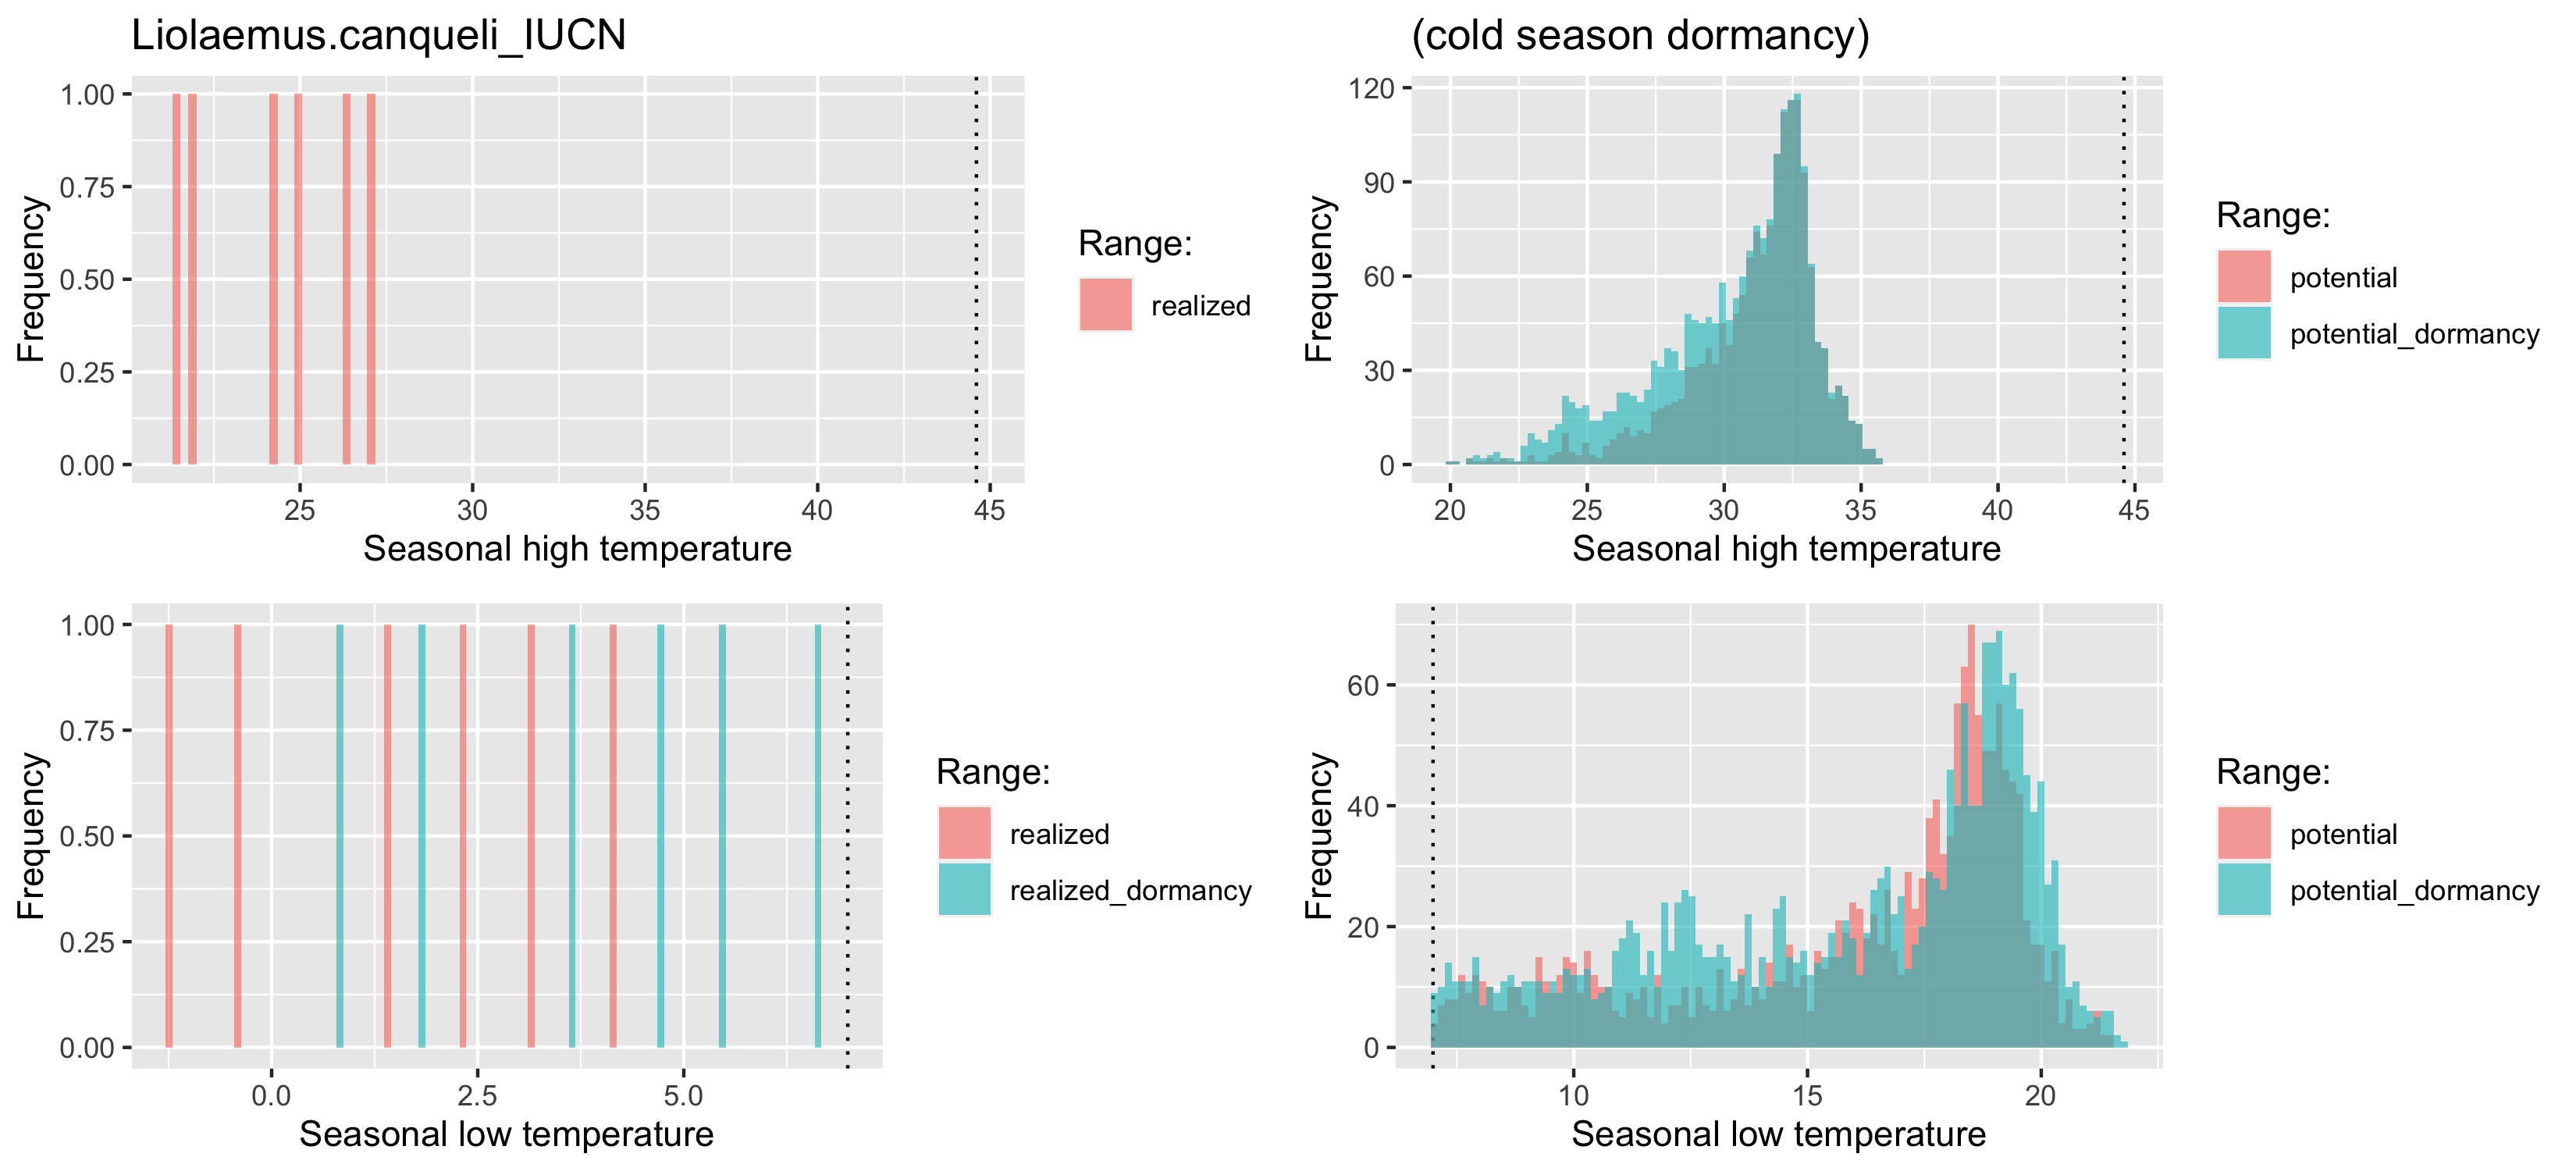 Liolaemus.canqueli_IUCN
1.00
0.75
0.50
0.25
0.00
Frequency
25 30 35 40 45
Seasonal high temperature
Range:
realized
(cold season dormancy)
120
90
60
30
0
Frequency
20 25 30 35 40 45
Seasonal high temperature
Range:
potential
potential_dormancy
1.00
0.75
0.50
0.25
0.00
Frequency
0.0 2.5 5.0
Seasonal low temperature
Range:
realized
realized_dormancy
60
40
20
0
Frequency
10 15 20
Seasonal low temperature
Range:
potential
potential_dormancy